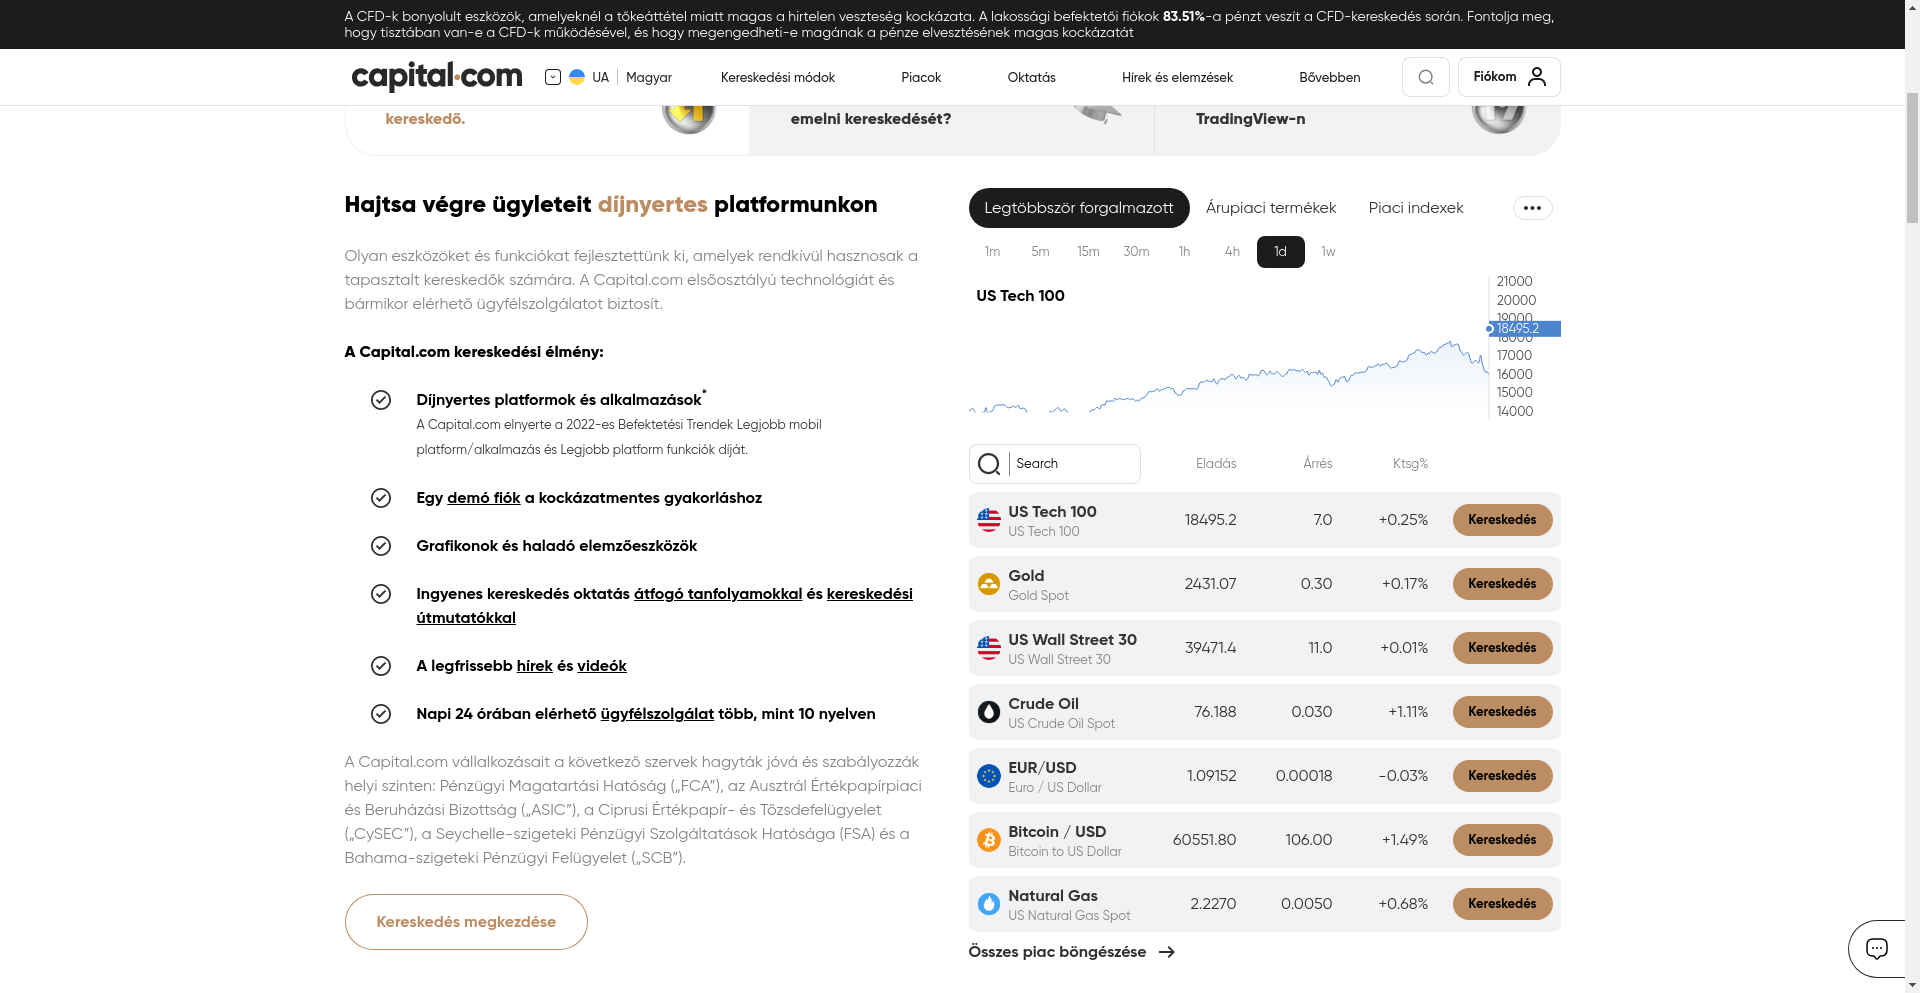 A CFD-k bonyolult eszközök, amelyeknél a tőkeáttétel miatt magas a hirtelen veszteség kockázata. A lakossági befektetői fiókok 83.51%-a pénzt veszít a CFD-kereskedés során. Fontolja meg,
hogy tisztában van-e a CFD-k működésével, és hogy megengedheti-e magának a pénze elvesztésének magas kockázatát
capital.com
UA
Magyar
Kereskedési módok
Piacok
Oktatás
Hírek és elemzések
Bővebben
Fiókom
kereskedő.
emelni kereskedését?
TradingView-n
Hajtsa végre ügyleteit díjnyertes platformunkon
Olyan eszközöket és funkciókat fejlesztettünk ki, amelyek rendkívül hasznosak a
tapasztalt kereskedők számára. A Capital.com elsőosztályú technológiát és
bármikor elérhető ügyfélszolgálatot biztosít.
A Capital.com kereskedési élmény:
Díjnyertes platformok és alkalmazások*
A Capital.com elnyerte a 2022-es Befektetési Trendek Legjobb mobil
platform/alkalmazás és Legjobb platform funkciók díját.
Egy demó fiók a kockázatmentes gyakorláshoz
Grafikonok és haladó elemzőeszközök
Ingyenes kereskedés oktatás átfogó tanfolyamokkal és kereskedési
útmutatókkal
A legfrissebb hírek és videók
Napi 24 órában elérhető ügyfélszolgálat több, mint 10 nyelven
A Capital.com vállalkozásait a következő szervek hagyták jóvá és szabályozzák
helyi szinten: Pénzügyi Magatartási Hatóság („FCA”), az Ausztrál Értékpapírpiaci
és Beruházási Bizottság („ASIC”), a Ciprusi Értékpapír- és Tőzsdefelügyelet
(„CySEC”), a Seychelle-szigeteki Pénzügyi Szolgáltatások Hatósága (FSA) és a
Bahama-szigeteki Pénzügyi Felügyelet („SCB”).
Kereskedés megkezdése
Legtöbbször forgalmazott
Árupiaci termékek
Piaci indexek
1m 5m 15m 30m 1h 4h 1d 1w
US Tech 100
21000
20000
19000
18495.2
18000
17000
16000
15000
14000
Search Eladás Árrés Ktsg%
US Tech 100
US Tech 100
18495.2 7.0 +0.25% Kereskedés
Gold
Gold Spot
2431.07 0.30 +0.17% Kereskedés
US Wall Street 30
US Wall Street 30
39471.4 11.0 +0.01% Kereskedés
Crude Oil
US Crude Oil Spot
76.188 0.030 +1.11% Kereskedés
EUR/USD
Euro / US Dollar
1.09152 0.00018 -0.03% Kereskedés
Bitcoin / USD
Bitcoin to US Dollar
60551.80 106.00 +1.49% Kereskedés
Natural Gas
US Natural Gas Spot
2.2270 0.0050 +0.68% Kereskedés
Összes piac böngészése